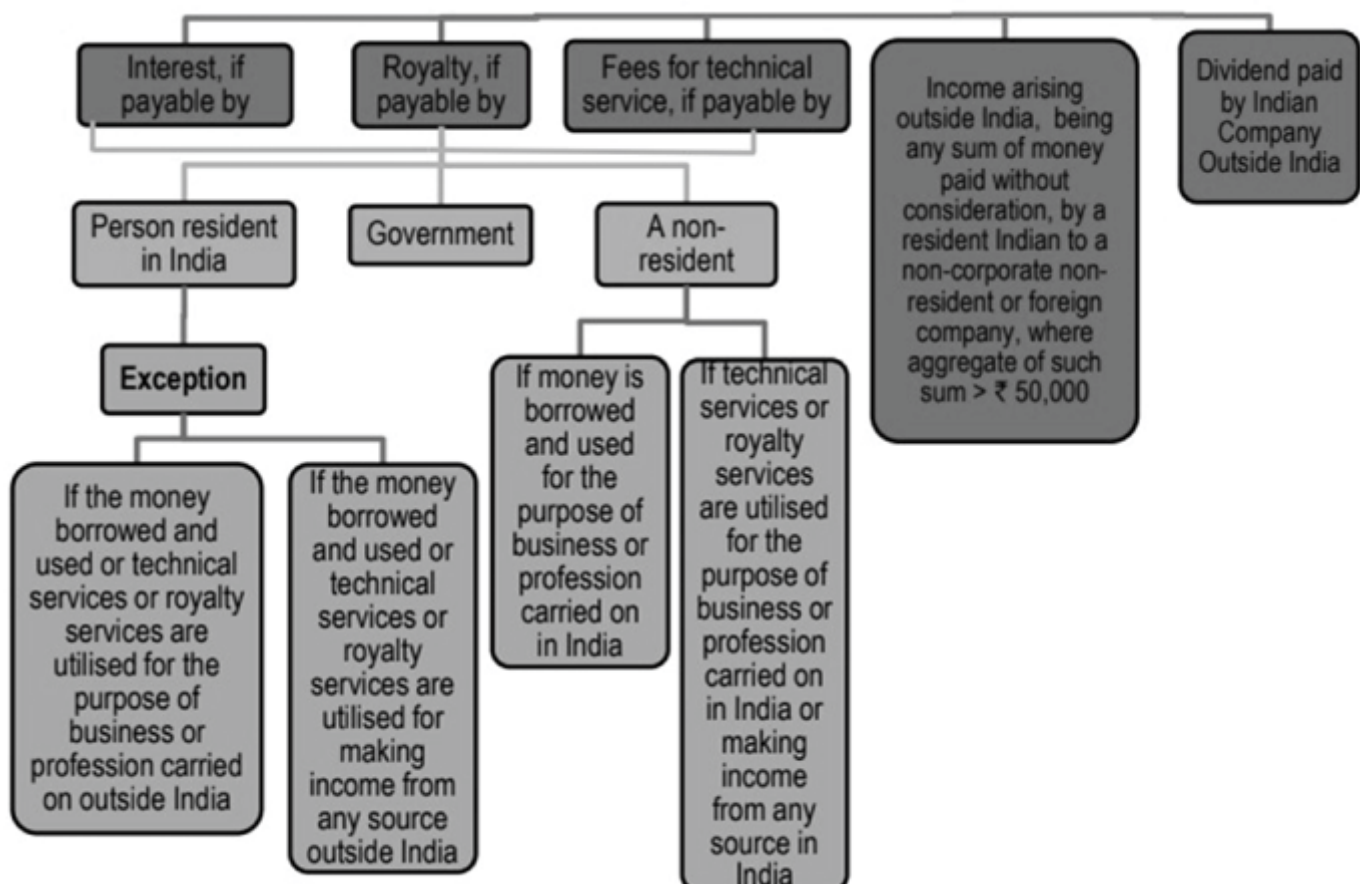 Interest, if
payable by
Royalty, if
payable by
Fees for technical
service, if payable by
Income arising
outside India, being
any sum of money
paid without
consideration, by a
resident Indian to a
non-corporate non-
resident or foreign
company, where
aggregate of such
sum > ₹ 50,000
Dividend paid
by Indian
Company
Outside India
Person resident
in India
Government
A non-
resident
Exception
If the money
borrowed and
used or technical
services or royalty
services are
utilised for the
purpose of
business or
profession carried
on outside India
If the money
borrowed
and used or
technical
services or
royalty
services are
utilised for
making
income from
any source
outside India
If money is
borrowed
and used
for the
purpose of
business or
profession
carried on
in India
If technical
services or
royalty
services
are utilised
for the
purpose of
business or
profession
carried on
in India or
making
income
from any
source in
India